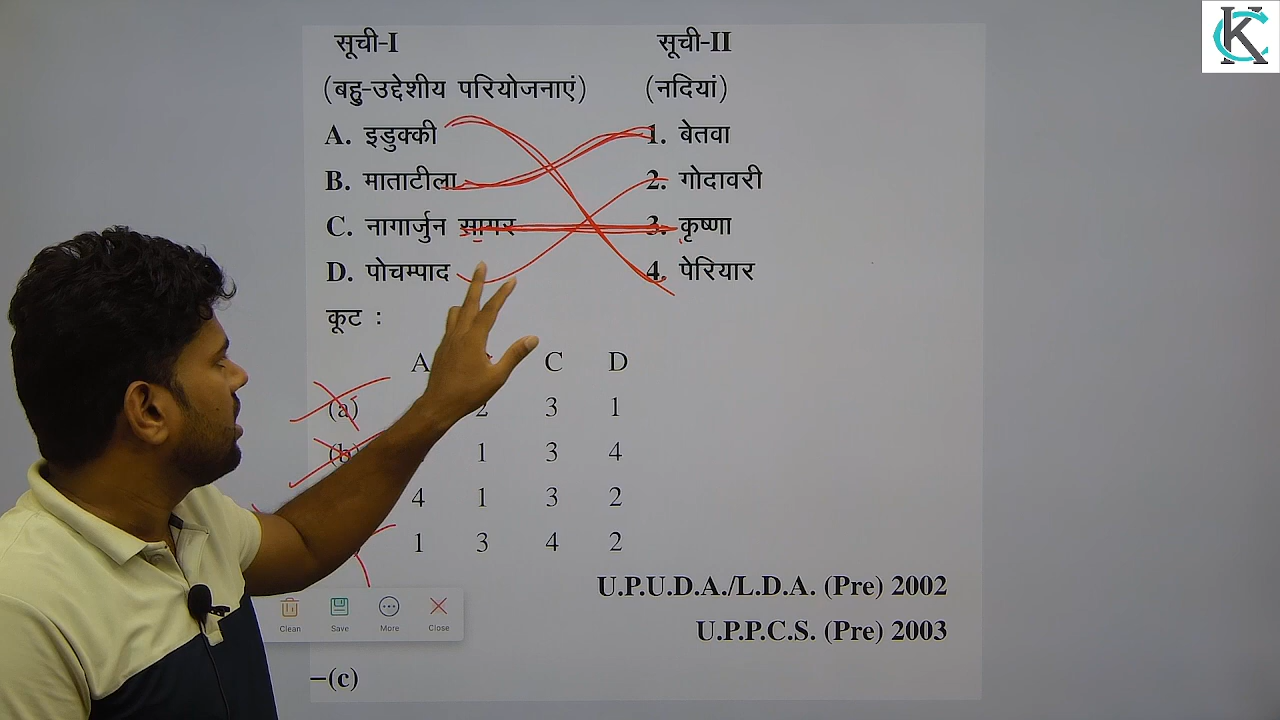 KC
सूची-I सूची-II
(बहु-उद्देशीय परियोजनाएं) (नदियां)
A. इडुक्की 1. बेतवा
B. माताटीला 2. गोदावरी
C. नागार्जुन सागर 3. कृष्णा
D. पोचम्पाद 4. पेरियार
कूट :
A C D
(a) 2 3 1
(b) 1 3 4
4 1 3 2
1 3 4 2
U.P.U.D.A./L.D.A. (Pre) 2002
U.P.P.C.S. (Pre) 2003
Clean Save More Close
–(c)